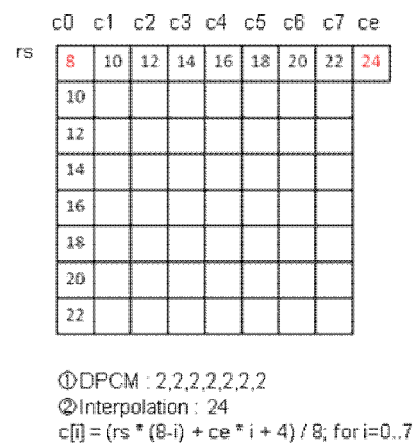 c0 c1 c2 c3 c4 c5 c6 c7 ce
rs 8 10 12 14 16 18 20 22 24
10
12
14
16
18
20
22
①DPCM : 2,2,2,2,2,2,2
②Interpolation : 24
c[i] = (rs * (8-i) + ce * i + 4) / 8; for i=0..7